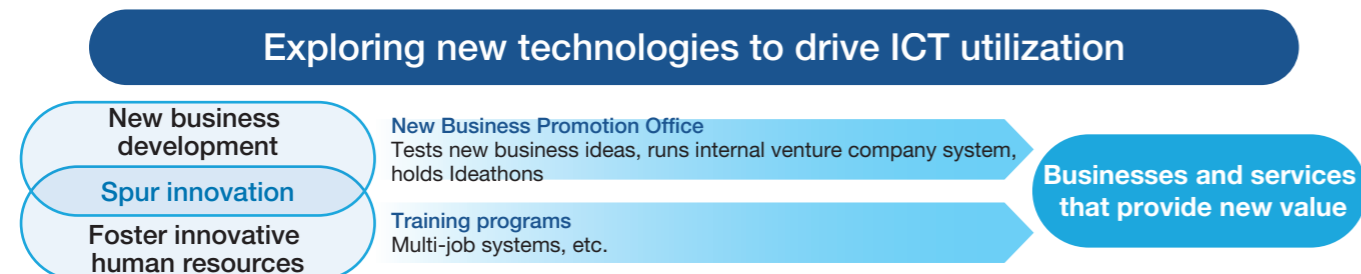 Exploring new technologies to drive ICT utilization
New business
development
Spur innovation
Foster innovative
human resources
New Business Promotion Office
Tests new business ideas, runs internal venture company system,
holds Ideathons
Training programs
Multi-job systems, etc.
Businesses and services
that provide new value